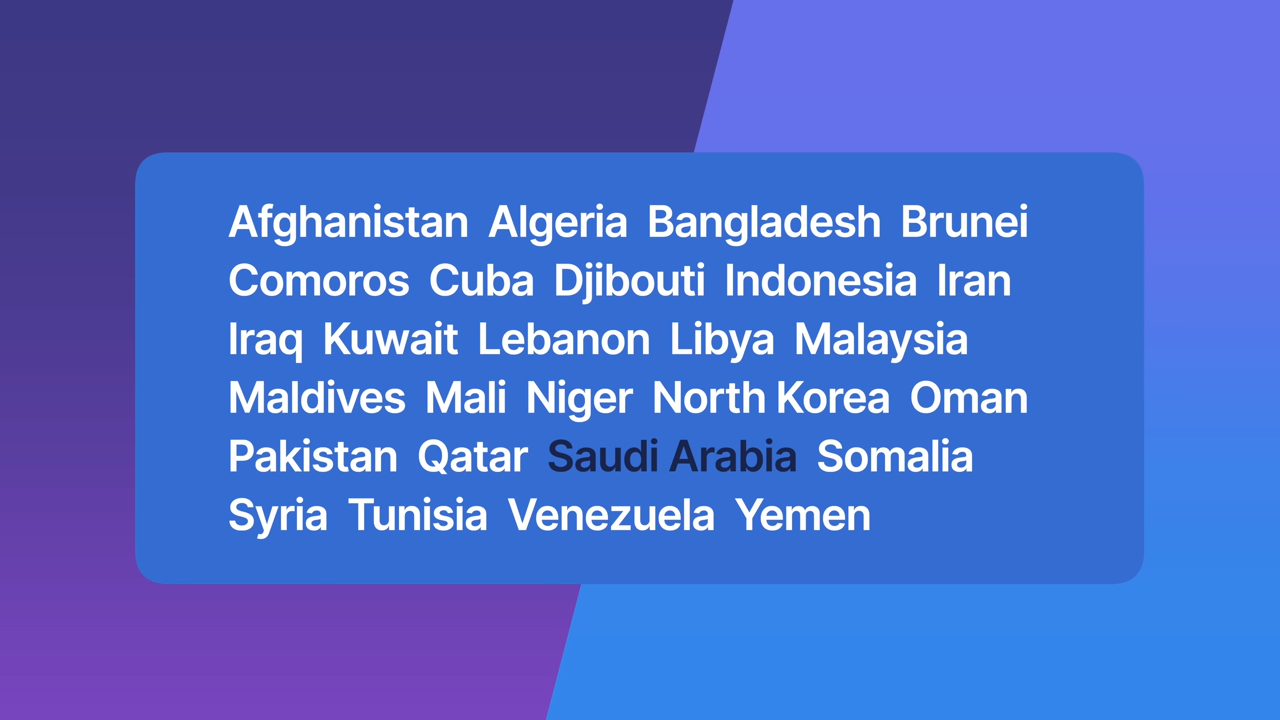 Afghanistan Algeria Bangladesh Brunei
Comoros Cuba Djibouti Indonesia Iran
Iraq Kuwait Lebanon Libya Malaysia
Maldives Mali Niger North Korea Oman
Pakistan Qatar Saudi Arabia Somalia
Syria Tunisia Venezuela Yemen